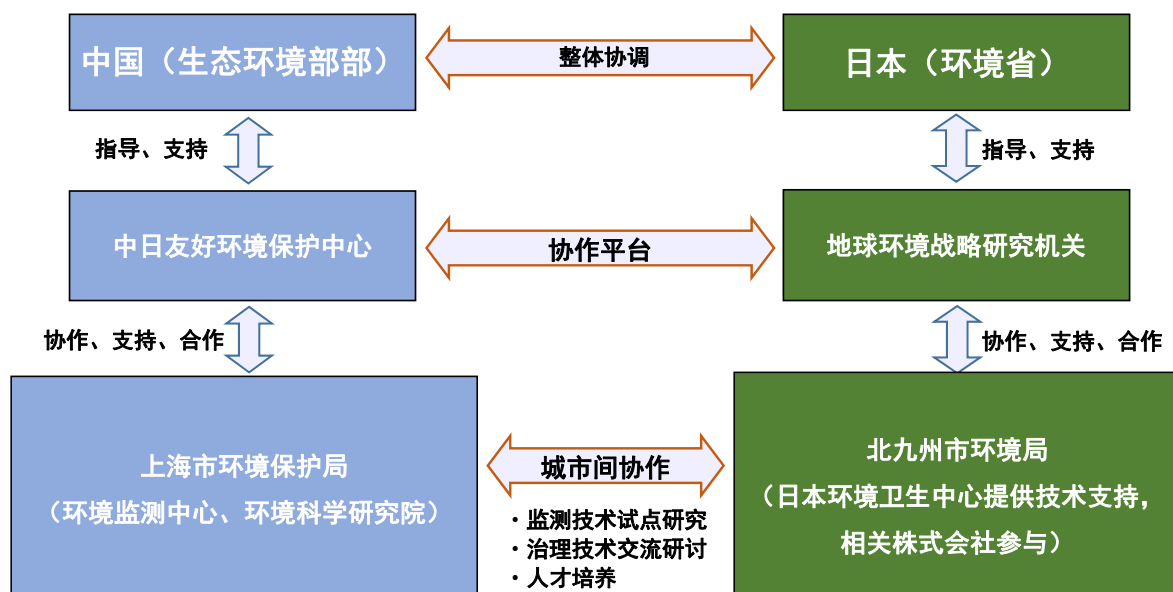 中国（生态环境部部）
整体协调
日本（环境省）
指导、支持
指导、支持
中日友好环境保护中心
协作平台
地球环境战略研究机关
协作、支持、合作
协作、支持、合作
上海市环境保护局
（环境监测中心、环境科学研究院）
城市间协作
・监测技术试点研究
・治理技术交流研讨
・人才培养
北九州市环境局
（日本环境卫生中心提供技术支持，
相关株式会社参与）